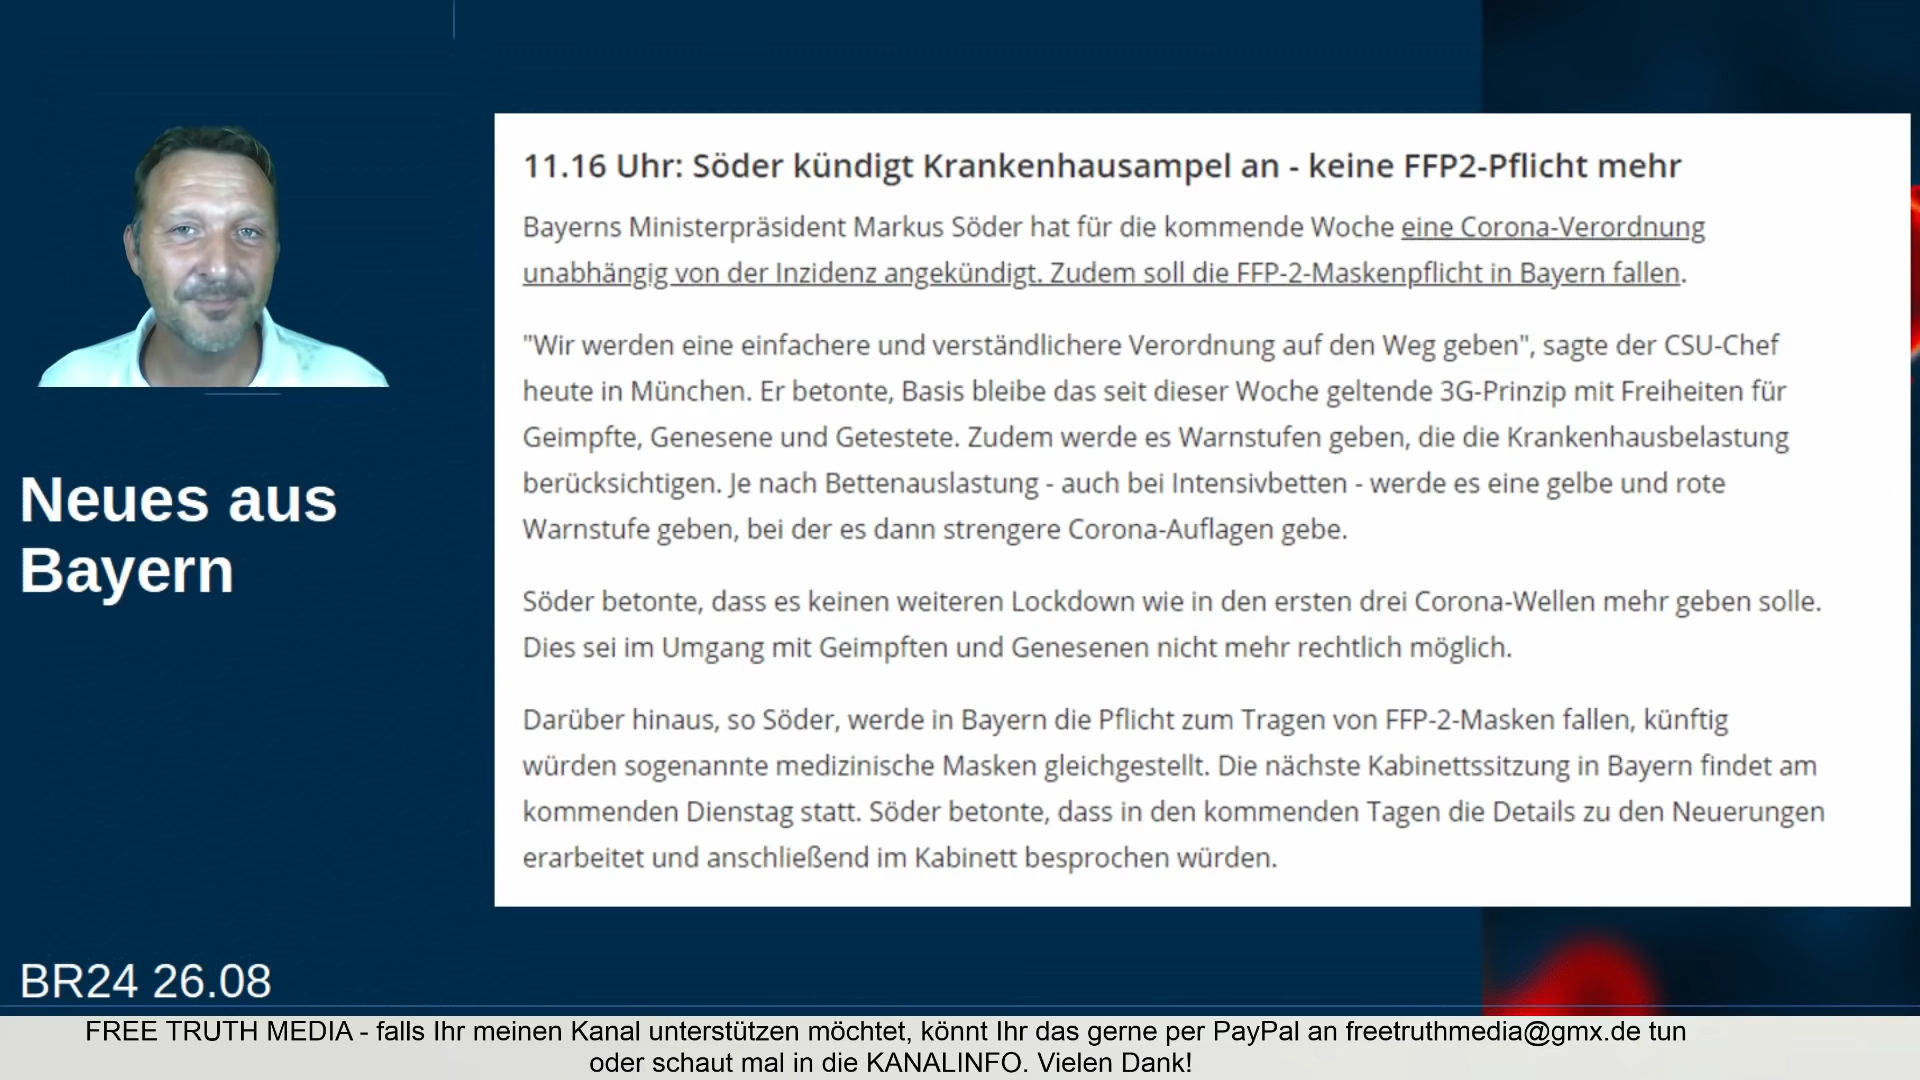 11.16 Uhr: Söder kündigt Krankenhausampel an - keine FFP2-Pflicht mehr
Bayerns Ministerpräsident Markus Söder hat für die kommende Woche eine Corona-Verordnung
unabhängig von der Inzidenz angekündigt. Zudem soll die FFP-2-Maskenpflicht in Bayern fallen.
"Wir werden eine einfachere und verständlichere Verordnung auf den Weg geben", sagte der CSU-Chef
heute in München. Er betonte, Basis bleibe das seit dieser Woche geltende 3G-Prinzip mit Freiheiten für
Geimpfte, Genesene und Getestete. Zudem werde es Warnstufen geben, die die Krankenhausbelastung
berücksichtigen. Je nach Bettenauslastung - auch bei Intensivbetten - werde es eine gelbe und rote
Warnstufe geben, bei der es dann strengere Corona-Auflagen gebe.
Söder betonte, dass es keinen weiteren Lockdown wie in den ersten drei Corona-Wellen mehr geben solle.
Dies sei im Umgang mit Geimpften und Genesenen nicht mehr rechtlich möglich.
Darüber hinaus, so Söder, werde in Bayern die Pflicht zum Tragen von FFP-2-Masken fallen, künftig
würden sogenannte medizinische Masken gleichgestellt. Die nächste Kabinettssitzung in Bayern findet am
kommenden Dienstag statt. Söder betonte, dass in den kommenden Tagen die Details zu den Neuerungen
erarbeitet und anschließend im Kabinett besprochen würden.
Neues aus
Bayern
BR24 26.08
FREE TRUTH MEDIA - falls Ihr meinen Kanal unterstützen möchtet, könnt Ihr das gerne per PayPal an freetruthmedia@gmx.de tun
oder schaut mal in die KANALINFO. Vielen Dank!